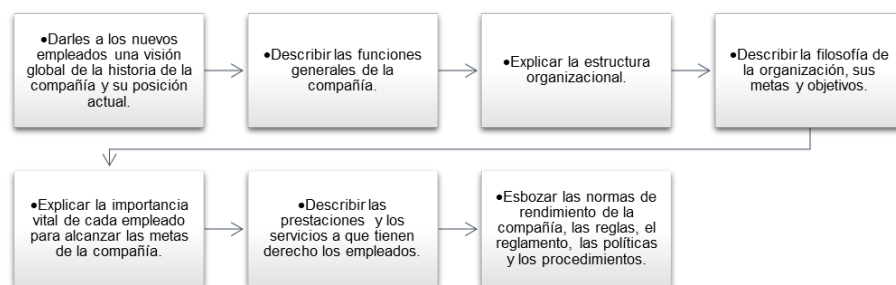 •Darles a los nuevos
empleados una visión
global de la historia de la
compañía y su posición
actual.
•Describir las funciones
generales de la
compañía.
•Explicar la estructura
organizacional.
•Describir la filosofía de
la organización, sus
metas y objetivos.
•Explicar la importancia
vital de cada empleado
para alcanzar las metas
de la compañía.
•Describir las
prestaciones y los
servicios a que tienen
derecho los empleados.
•Esbozar las normas de
rendimiento de la
compañía, las reglas, el
reglamento, las políticas
y los procedimientos.